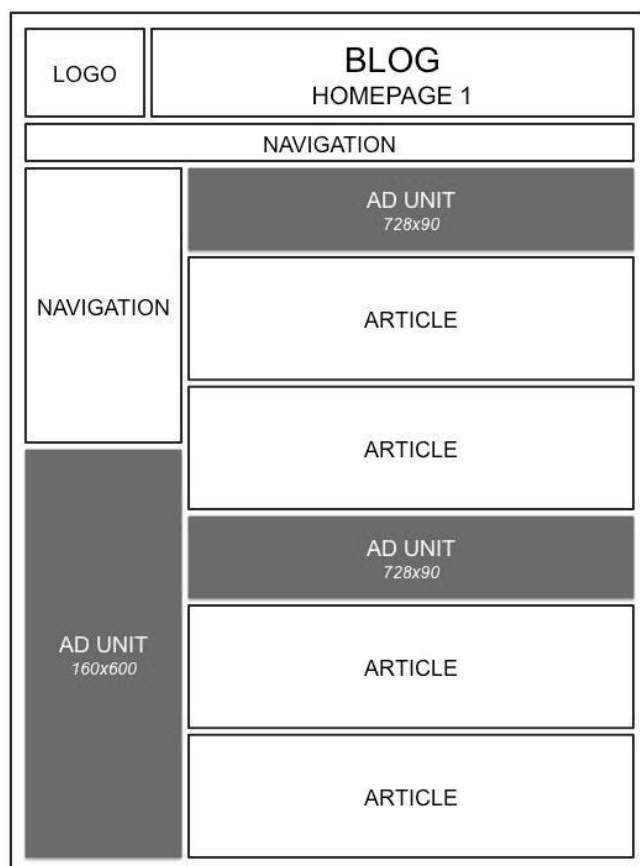 LOGO
BLOG
HOMEPAGE 1
NAVIGATION
NAVIGATION
AD UNIT
728x90
ARTICLE
ARTICLE
AD UNIT
728x90
AD UNIT
160x600
ARTICLE
ARTICLE